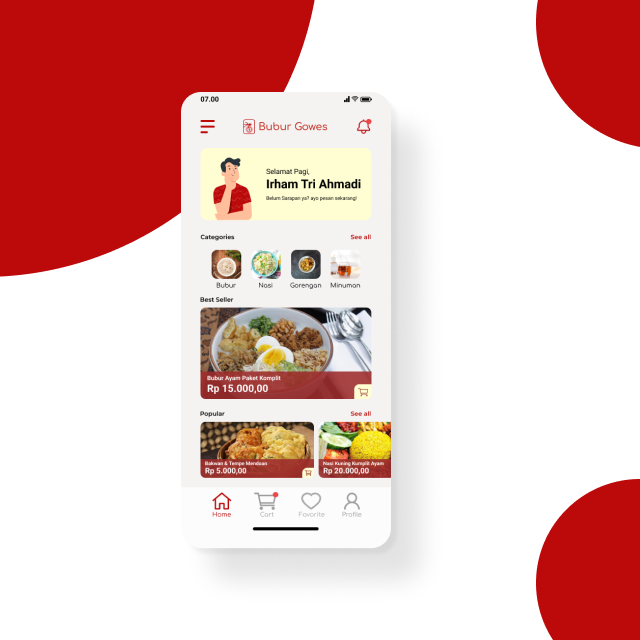 07.00
Bubur Gowes
Selamat Pagi,
Irham Tri Ahmadi
Belum Sarapan ya? ayo pesan sekarang!
Categories See all
Bubur Nasi Gorengan Minuman
Best Seller
Bubur Ayam Paket Komplit
Rp 15.000,00
Popular See all
Bakwan & Tempe Mendoan
Rp 5.000,00
Nasi Kuning Komplit Ayam
Rp 20.000,00
Home Cart Favorite Profile